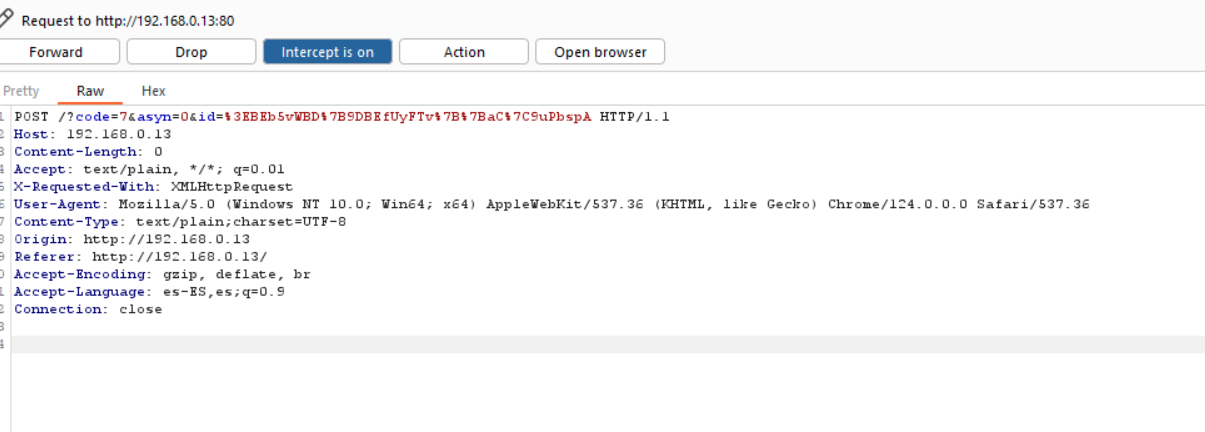 Request to http://192.168.0.13:80
Forward Drop Intercept is on Action Open browser
Pretty Raw Hex
1 POST /?code=7&asyn=0&id=%3EBEb5vWBD%7B9DBEfUyFTv%7B%7BaC%7C9uPbspA HTTP/1.1
2 Host: 192.168.0.13
3 Content-Length: 0
4 Accept: text/plain, */*; q=0.01
5 X-Requested-With: XMLHttpRequest
6 User-Agent: Mozilla/5.0 (Windows NT 10.0; Win64; x64) AppleWebKit/537.36 (KHTML, like Gecko) Chrome/124.0.0.0 Safari/537.36
7 Content-Type: text/plain;charset=UTF-8
8 Origin: http://192.168.0.13
9 Referer: http://192.168.0.13/
0 Accept-Encoding: gzip, deflate, br
1 Accept-Language: es-ES,es;q=0.9
2 Connection: close
3
4